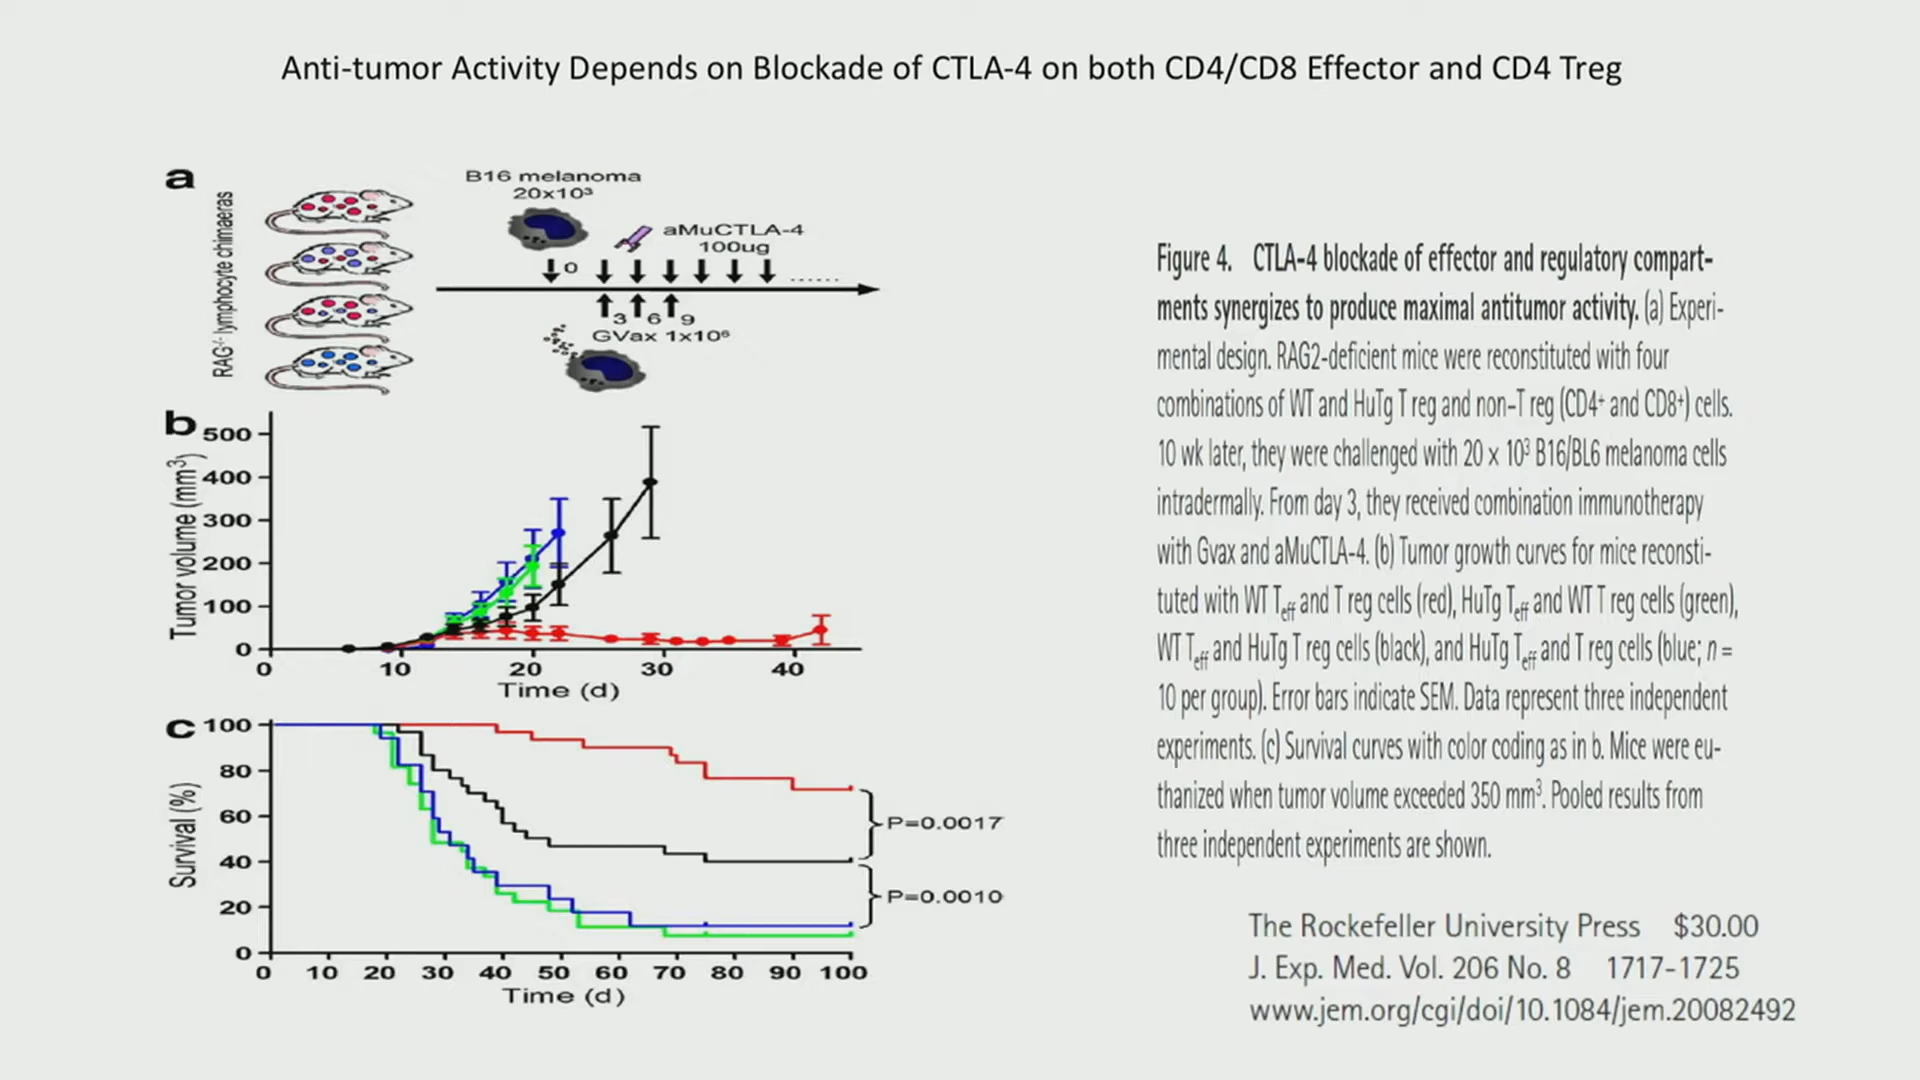 Anti-tumor Activity Depends on Blockade of CTLA-4 on both CD4/CD8 Effector and CD4 Treg
a
RAG-/- lymphocyte chimaeras
B16 melanoma
20x10³
aMuCTLA-4
100ug
0
3 6 9
GVax 1x10⁶
b
Tumor volume (mm³)
500
400
300
200
100
0
0 10 20 30 40
Time (d)
c
Survival (%)
100
80
60
40
20
0
P=0.0017
P=0.0010
0 10 20 30 40 50 60 70 80 90 100
Time (d)
Figure 4. CTLA-4 blockade of effector and regulatory compart-
ments synergizes to produce maximal antitumor activity. (a) Experi-
mental design. RAG2-deficient mice were reconstituted with four
combinations of WT and HuTg T reg and non–T reg (CD4⁺ and CD8⁺) cells.
10 wk later, they were challenged with 20 × 10³ B16/BL6 melanoma cells
intradermally. From day 3, they received combination immunotherapy
with Gvax and aMuCTLA-4. (b) Tumor growth curves for mice reconsti-
tuted with WT Teff and T reg cells (red), HuTg Teff and WT T reg cells (green),
WT Teff and HuTg T reg cells (black), and HuTg Teff and T reg cells (blue; n =
10 per group). Error bars indicate SEM. Data represent three independent
experiments. (c) Survival curves with color coding as in b. Mice were eu-
thanized when tumor volume exceeded 350 mm³. Pooled results from
three independent experiments are shown.
The Rockefeller University Press $30.00
J. Exp. Med. Vol. 206 No. 8 1717-1725
www.jem.org/cgi/doi/10.1084/jem.20082492